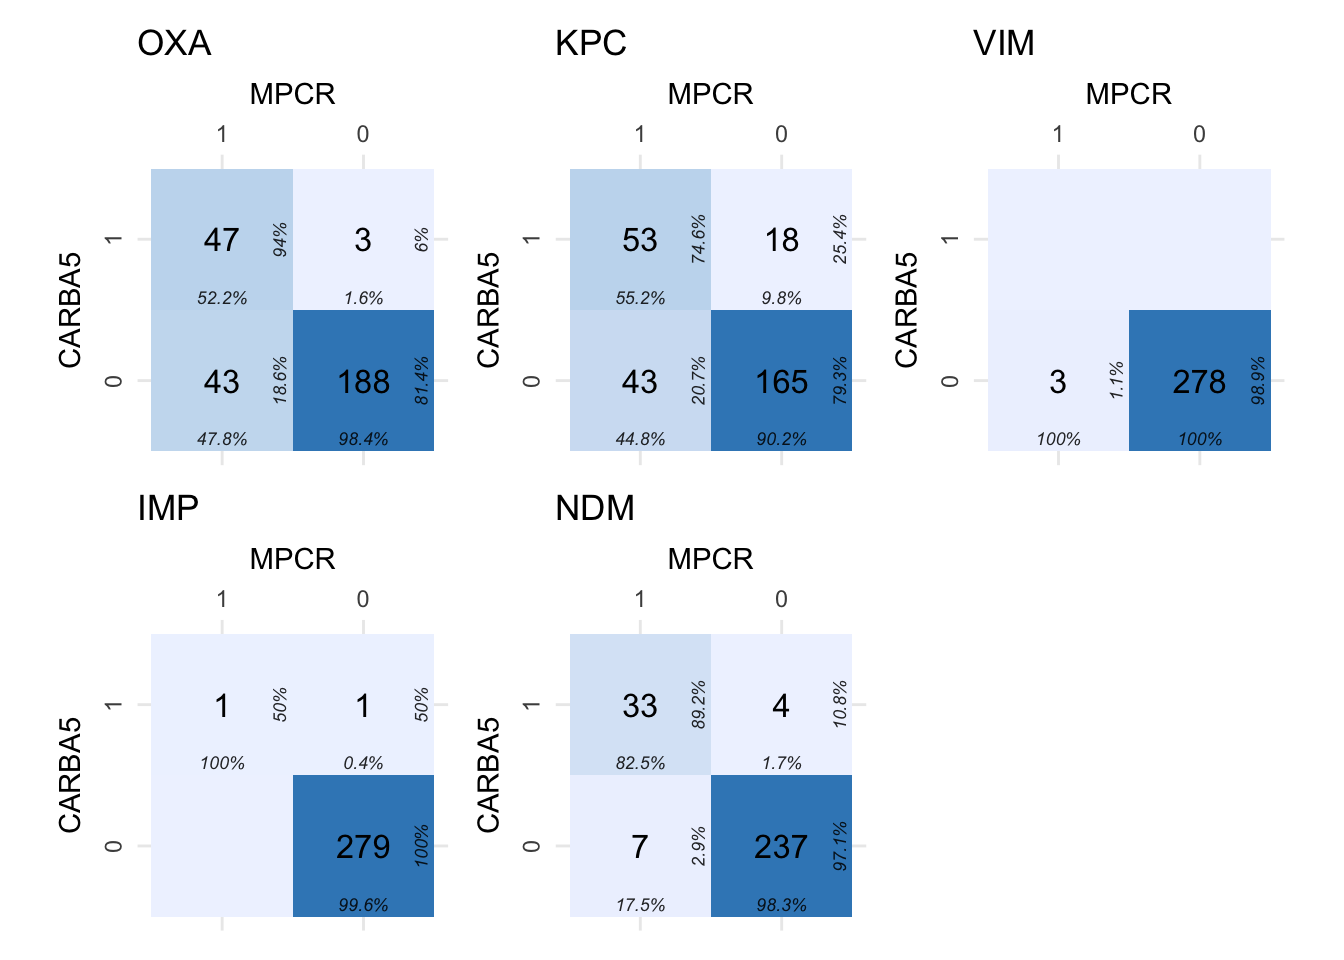 OXA KPC VIM
MPCR MPCR MPCR
1 0 1 0 1 0
CARBA5 1 47 94% 3 6% CARBA5 1 53 74.6% 18 25.4% CARBA5 1
52.2% 1.6% 55.2% 9.8%
0 43 18.6% 188 81.4% 0 43 20.7% 165 79.3% 0 3 1.1% 278 98.9%
47.8% 98.4% 44.8% 90.2% 100% 100%
IMP NDM
MPCR MPCR
1 0 1 0
CARBA5 1 1 50% 1 50% CARBA5 1 33 89.2% 4 10.8%
100% 0.4% 82.5% 1.7%
0 279 100% 0 7 2.9% 237 97.1%
99.6% 17.5% 98.3%